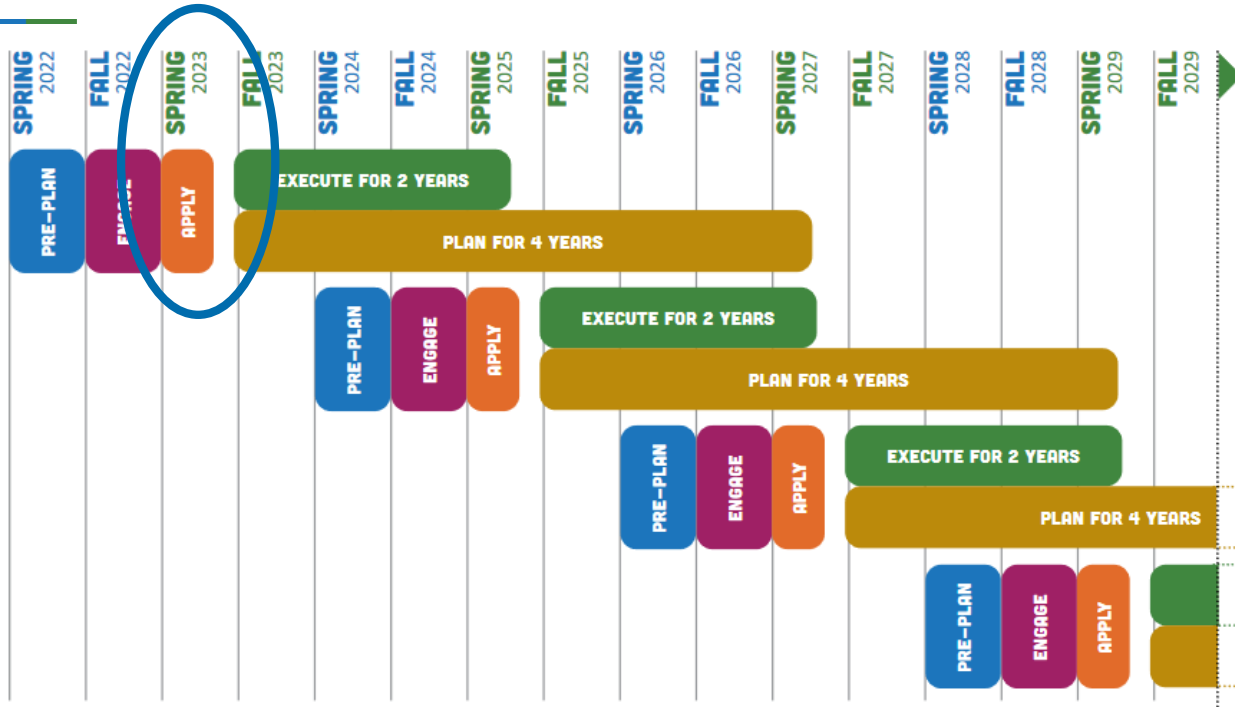 SPRING 2022
FALL 2022
SPRING 2023
FALL 2023
SPRING 2024
FALL 2024
SPRING 2025
FALL 2025
SPRING 2026
FALL 2026
SPRING 2027
FALL 2027
SPRING 2028
FALL 2028
SPRING 2029
FALL 2029
PRE-PLAN
ENGAGE
APPLY
EXECUTE FOR 2 YEARS
PLAN FOR 4 YEARS
PRE-PLAN
ENGAGE
APPLY
EXECUTE FOR 2 YEARS
PLAN FOR 4 YEARS
PRE-PLAN
ENGAGE
APPLY
EXECUTE FOR 2 YEARS
PLAN FOR 4 YEARS
PRE-PLAN
ENGAGE
APPLY